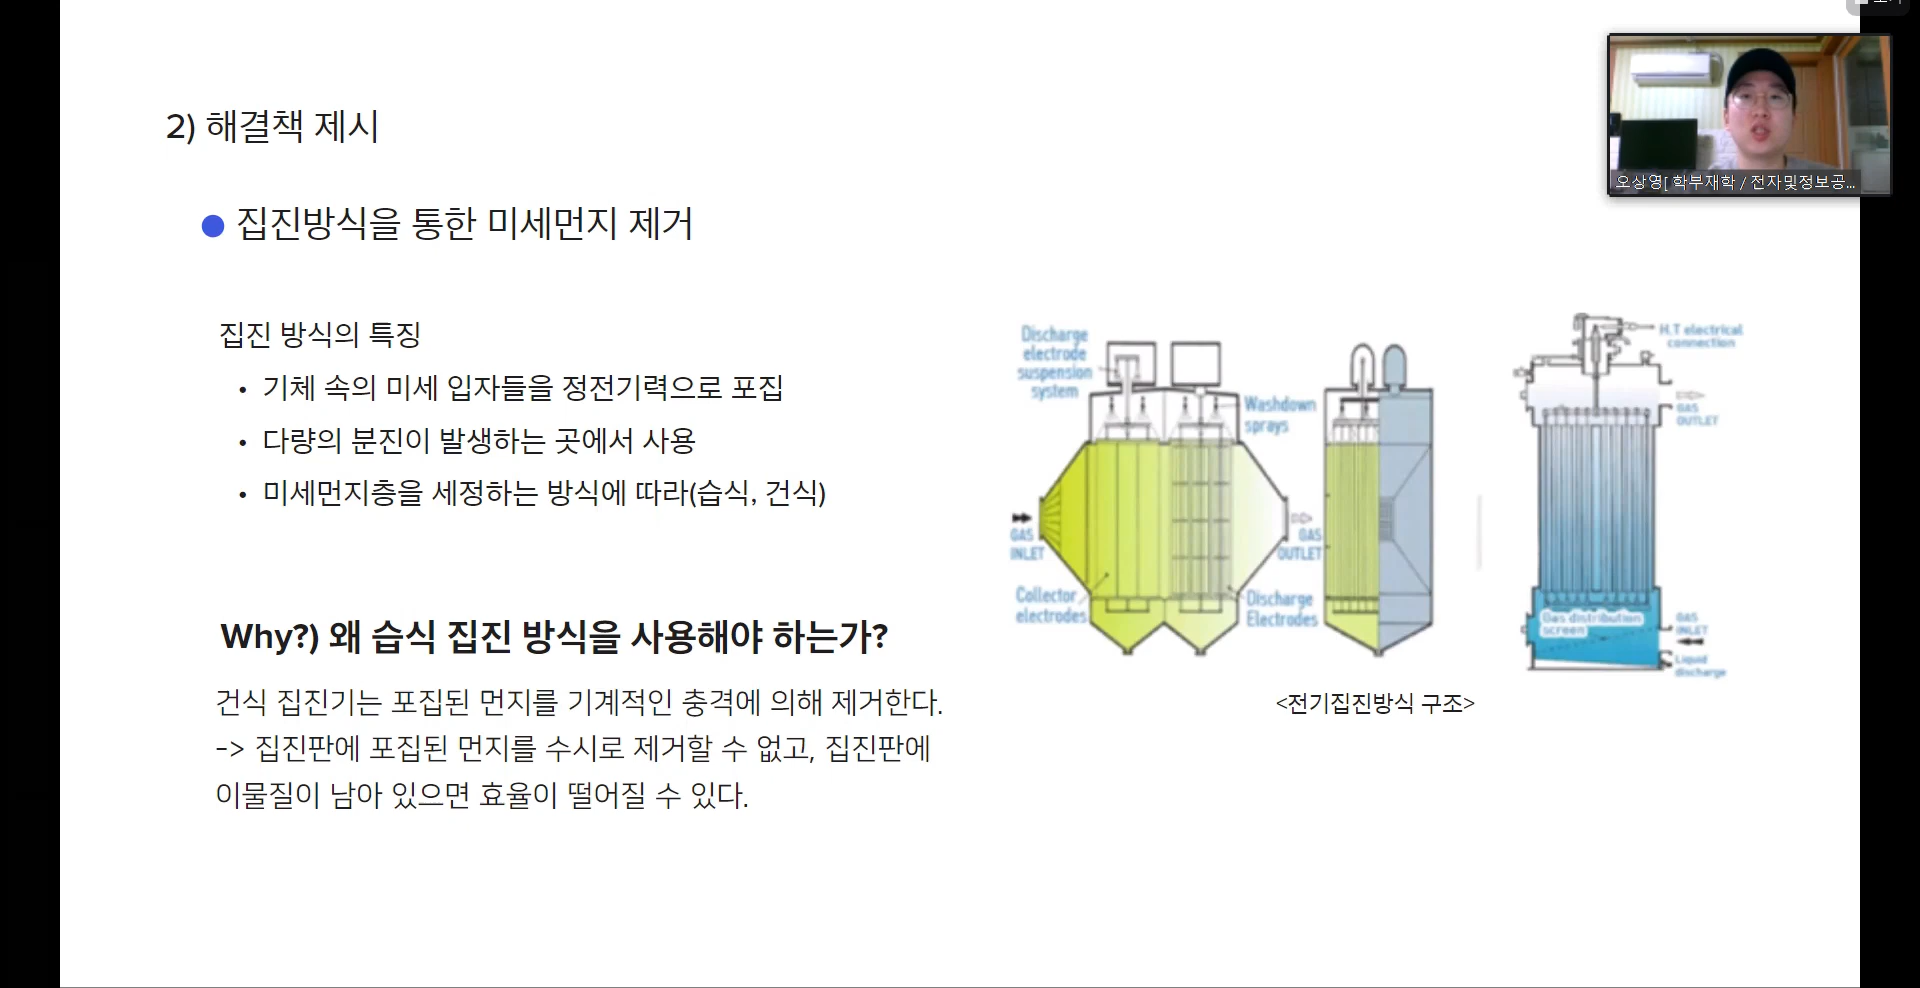 2) 해결책 제시
오상영[ 학부재학 / 전자및정보공...
집진방식을 통한 미세먼지 제거
집진 방식의 특징
• 기체 속의 미세 입자들을 정전기력으로 포집
• 다량의 분진이 발생하는 곳에서 사용
• 미세먼지층을 세정하는 방식에 따라(습식, 건식)
Why?) 왜 습식 집진 방식을 사용해야 하는가?
건식 집진기는 포집된 먼지를 기계적인 충격에 의해 제거한다.
-> 집진판에 포집된 먼지를 수시로 제거할 수 없고, 집진판에
이물질이 남아 있으면 효율이 떨어질 수 있다.
Discharge
electrode
suspension
system
Washdown
sprays
GAS
INLET
GAS
OUTLET
Collector
electrodes
Discharge
Electrodes
H.T electrical
connection
GAS
OUTLET
Gas distribution
screen
GAS
INLET
Liquid
discharge
<전기집진방식 구조>